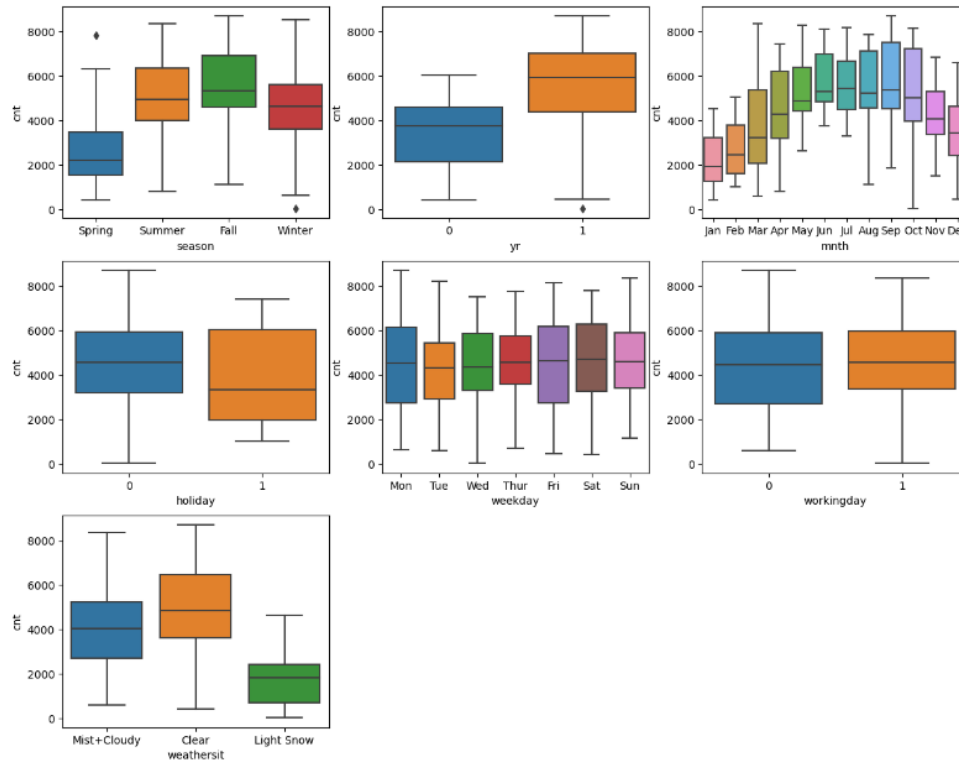 8000
6000
4000
2000
0
cnt
Spring Summer Fall Winter
season
8000
6000
4000
2000
0
cnt
0 1
yr
8000
6000
4000
2000
0
cnt
Jan Feb Mar Apr May Jun Jul Aug Sep Oct Nov De
mnth
8000
6000
4000
2000
0
cnt
0 1
holiday
8000
6000
4000
2000
0
cnt
Mon Tue Wed Thur Fri Sat Sun
weekday
8000
6000
4000
2000
0
cnt
0 1
workingday
8000
6000
4000
2000
0
cnt
Mist+Cloudy Clear Light Snow
weathersit